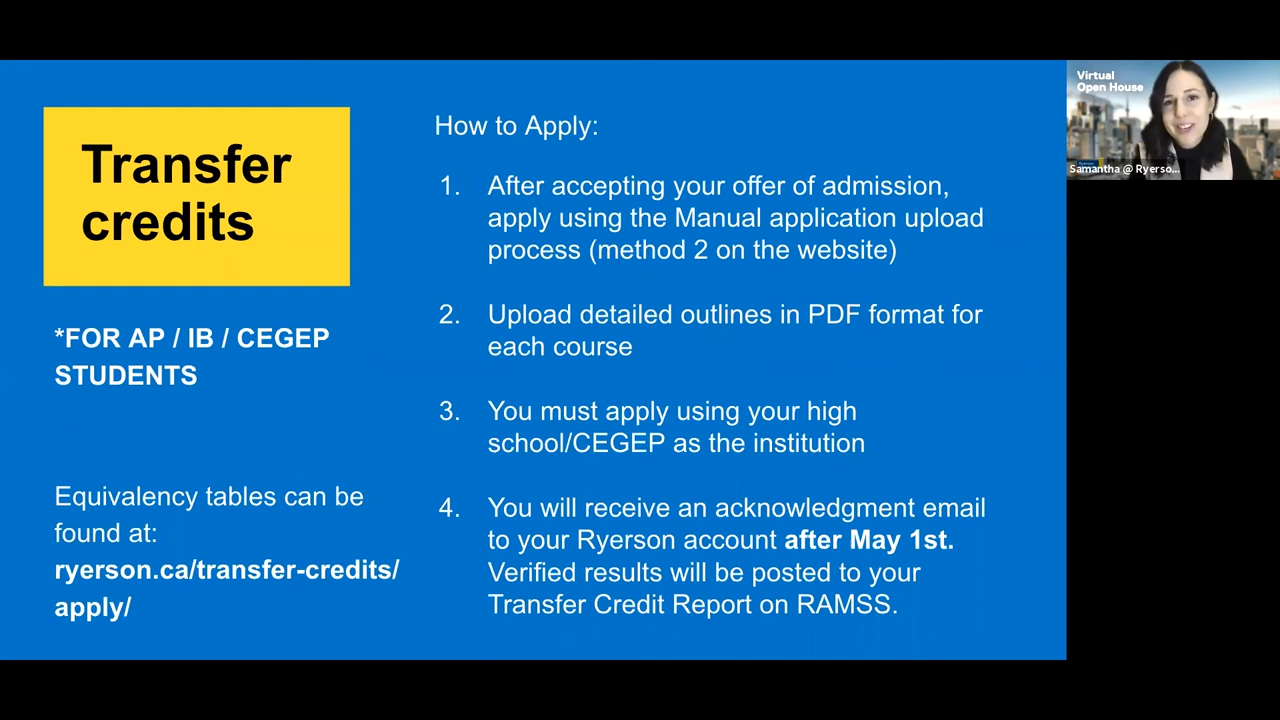 Transfer
credits
*FOR AP / IB / CEGEP
STUDENTS
Equivalency tables can be
found at:
ryerson.ca/transfer-credits/
apply/
How to Apply:
1. After accepting your offer of admission,
apply using the Manual application upload
process (method 2 on the website)
2. Upload detailed outlines in PDF format for
each course
3. You must apply using your high
school/CEGEP as the institution
4. You will receive an acknowledgment email
to your Ryerson account after May 1st.
Verified results will be posted to your
Transfer Credit Report on RAMSS.
Virtual
Open House
Ryerson
Samantha @ Ryerso...